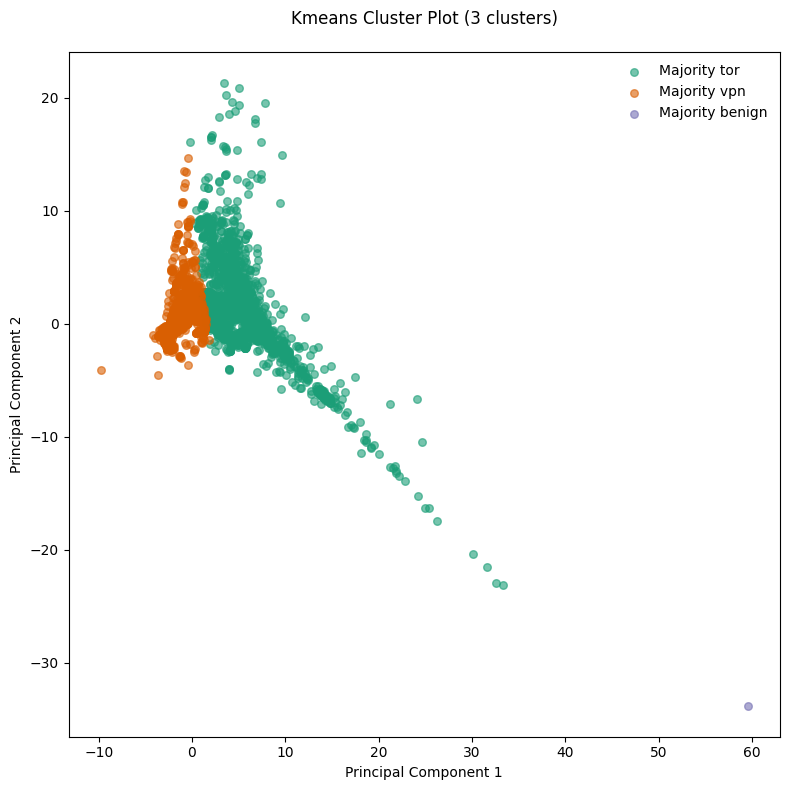 Kmeans Cluster Plot (3 clusters)
Majority tor
Majority vpn
Majority benign
20
10
0
−10
−20
−30
Principal Component 2
−10
0
10
20
30
40
50
60
Principal Component 1